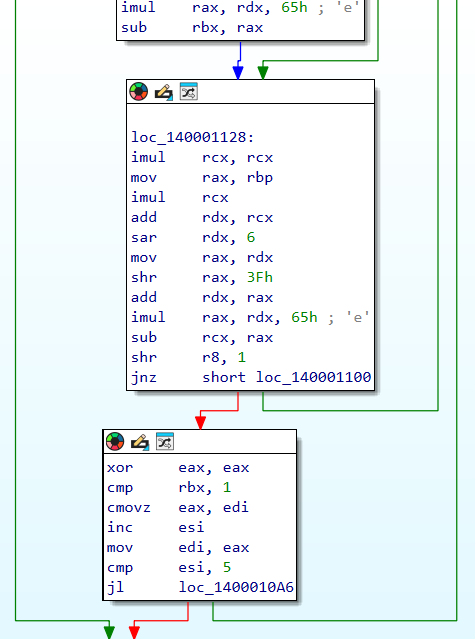 imul rax, rdx, 65h ; 'e'
sub rbx, rax
loc_140001128:
imul rcx, rcx
mov rax, rbp
imul rcx
add rdx, rcx
sar rdx, 6
mov rax, rdx
shr rax, 3Fh
add rdx, rax
imul rax, rdx, 65h ; 'e'
sub rcx, rax
shr r8, 1
jnz short loc_140001100
xor eax, eax
cmp rbx, 1
cmovz eax, edi
inc esi
mov edi, eax
cmp esi, 5
jl loc_1400010A6